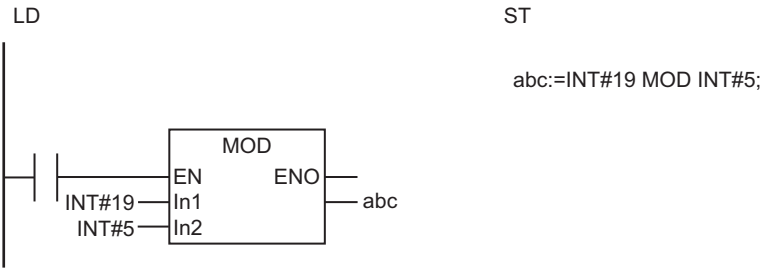 LD
ST
abc:=INT#19 MOD INT#5;
MOD
EN ENO
INT#19 In1 abc
INT#5 In2